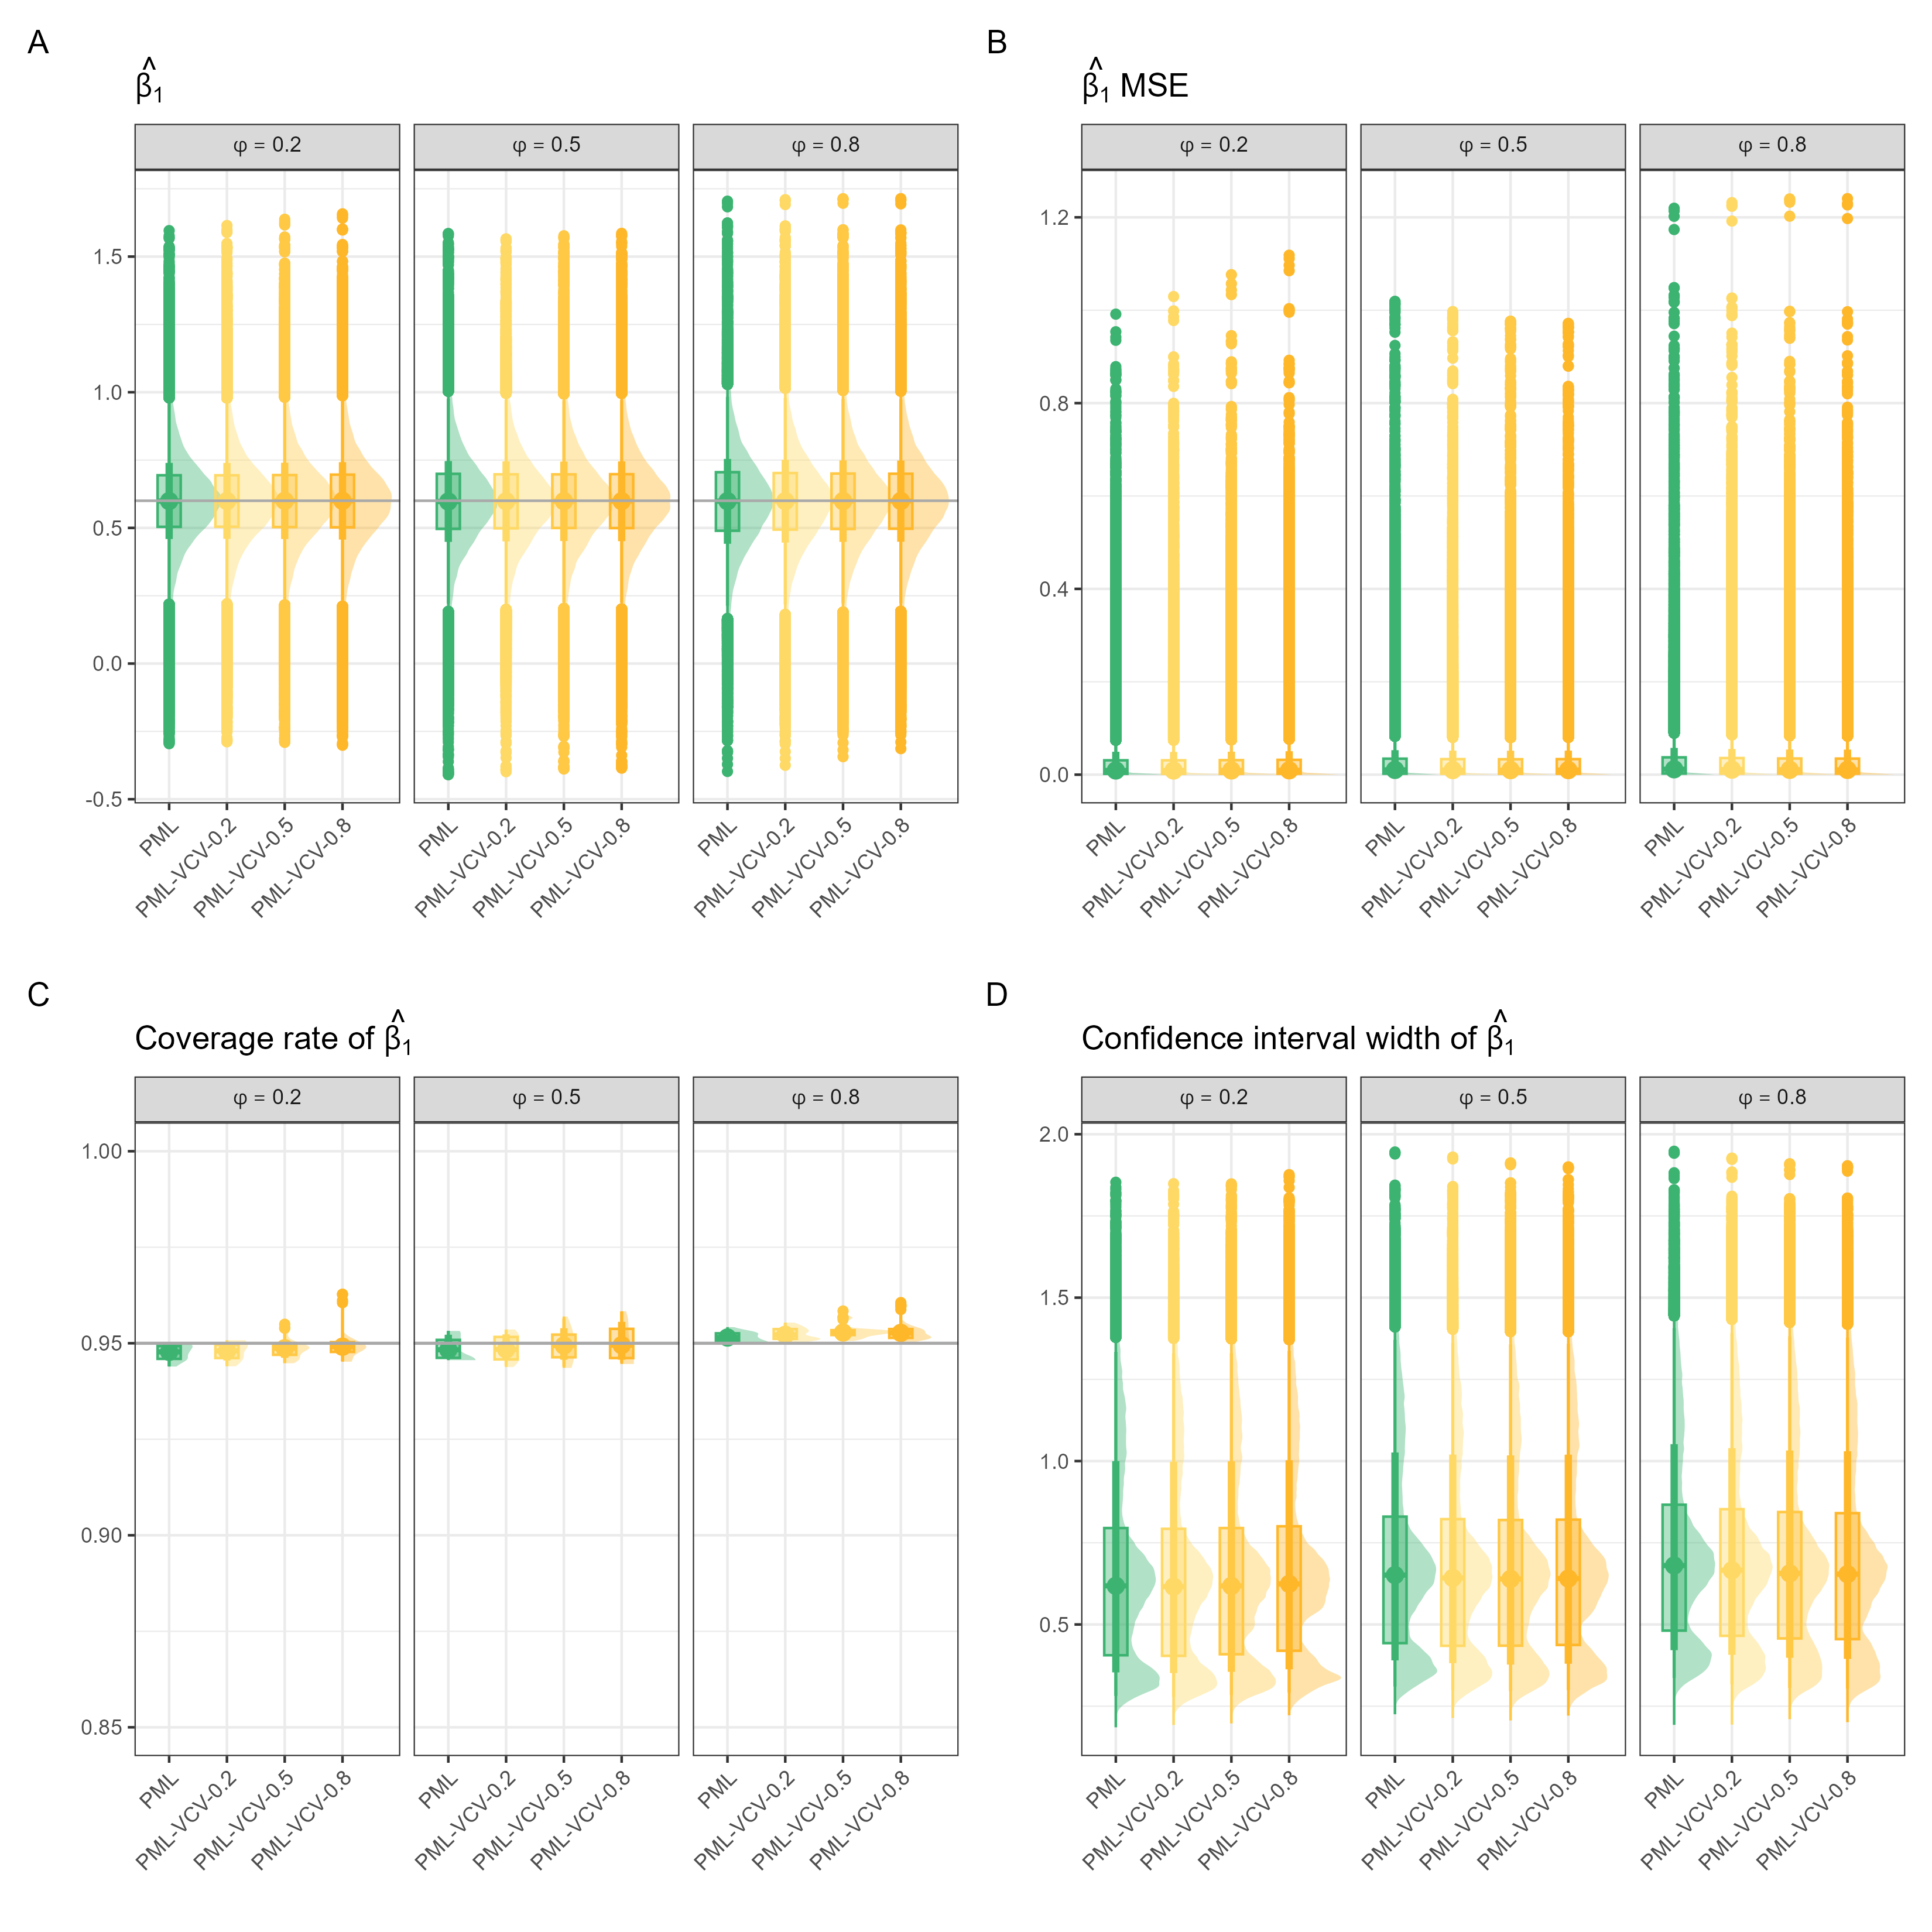 A
β̂₁
φ = 0.2 φ = 0.5 φ = 0.8
1.5
1.0
0.5
0.0
-0.5
PML PML-VCV-0.2 PML-VCV-0.5 PML-VCV-0.8 PML PML-VCV-0.2 PML-VCV-0.5 PML-VCV-0.8 PML PML-VCV-0.2 PML-VCV-0.5 PML-VCV-0.8
B
β̂₁ MSE
φ = 0.2 φ = 0.5 φ = 0.8
1.2
0.8
0.4
0.0
PML PML-VCV-0.2 PML-VCV-0.5 PML-VCV-0.8 PML PML-VCV-0.2 PML-VCV-0.5 PML-VCV-0.8 PML PML-VCV-0.2 PML-VCV-0.5 PML-VCV-0.8
C
Coverage rate of β̂₁
φ = 0.2 φ = 0.5 φ = 0.8
1.00
0.95
0.90
0.85
PML PML-VCV-0.2 PML-VCV-0.5 PML-VCV-0.8 PML PML-VCV-0.2 PML-VCV-0.5 PML-VCV-0.8 PML PML-VCV-0.2 PML-VCV-0.5 PML-VCV-0.8
D
Confidence interval width of β̂₁
φ = 0.2 φ = 0.5 φ = 0.8
2.0
1.5
1.0
0.5
PML PML-VCV-0.2 PML-VCV-0.5 PML-VCV-0.8 PML PML-VCV-0.2 PML-VCV-0.5 PML-VCV-0.8 PML PML-VCV-0.2 PML-VCV-0.5 PML-VCV-0.8